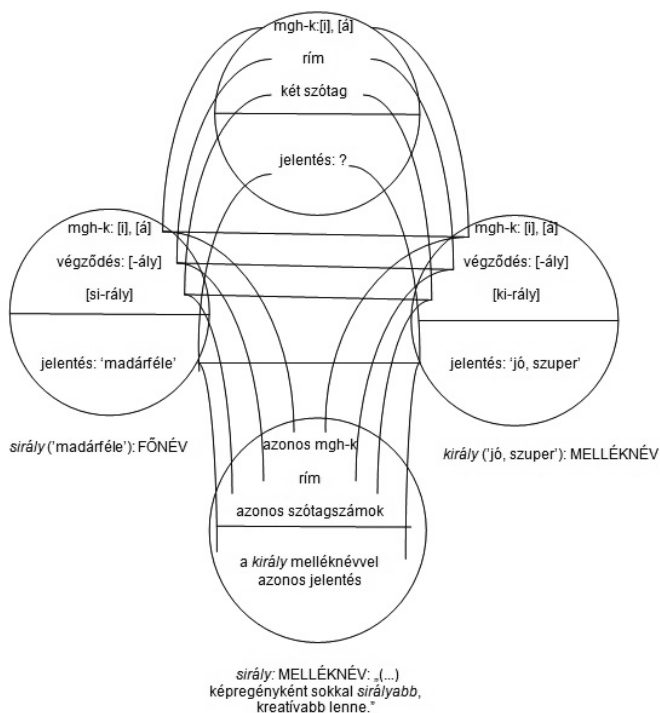 mgh-k:[i], [á]
rím
két szótag
jelentés: ?
mgh-k: [i], [á]
végződés: [-ály]
[si-rály]
jelentés: ‘madárféle’
sirály (’madárféle’): FŐNÉV
mgh-k: [i], [á]
végződés: [-ály]
[ki-rály]
jelentés: ‘jó, szuper’
király (’jó, szuper’): MELLÉKNÉV
azonos mgh-k
rím
azonos szótagszámok
a király melléknévvel
azonos jelentés
sirály: MELLÉKNÉV: „(...)
képregényként sokkal sirályabb,
kreatívabb lenne.”